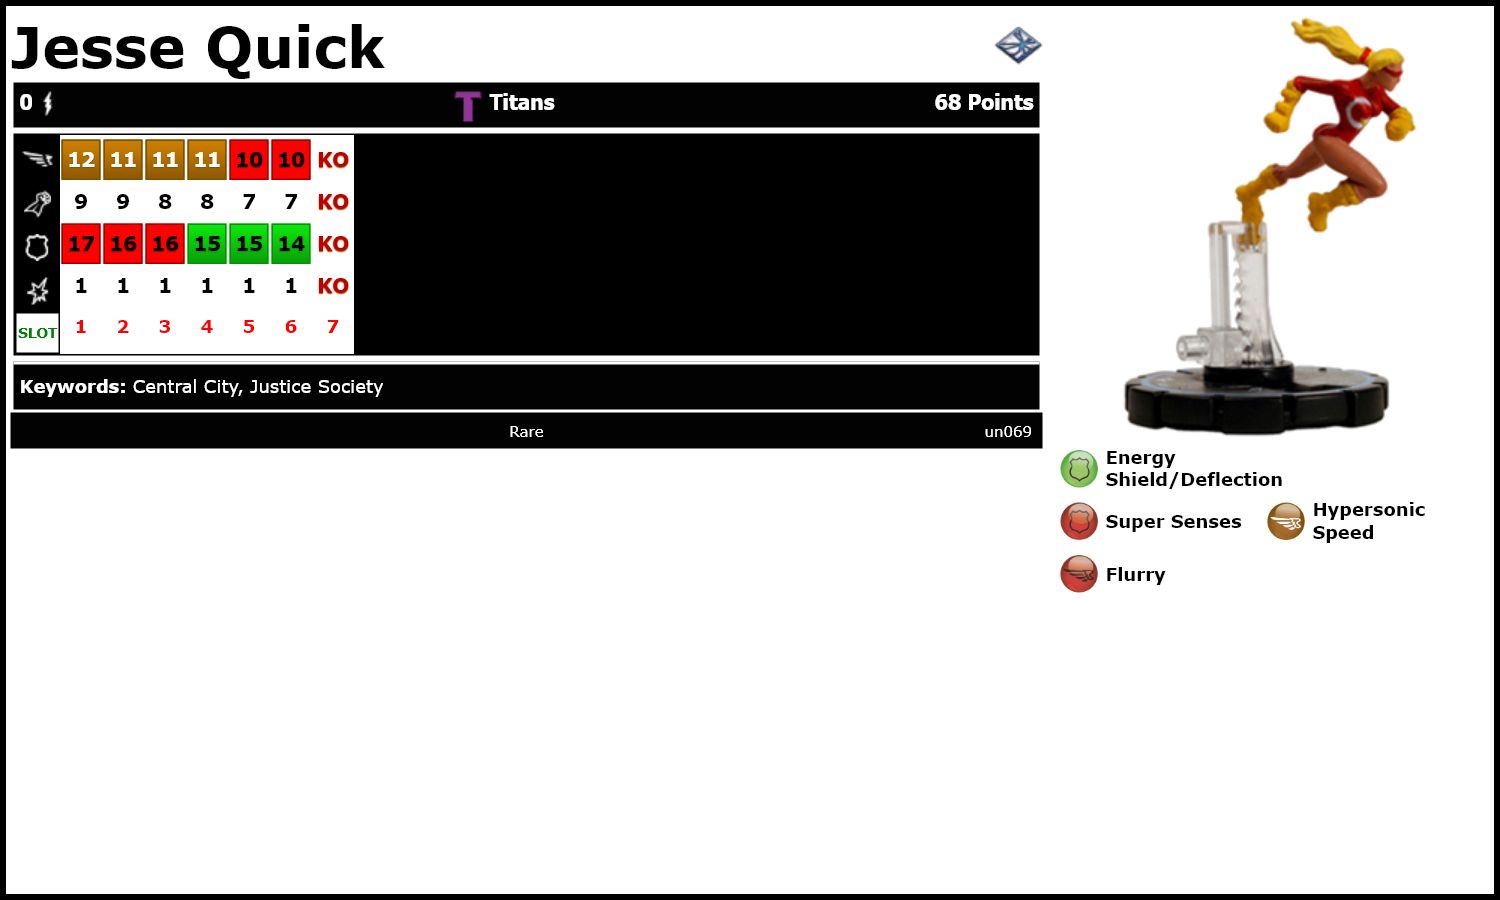 Jesse Quick
0 T Titans 68 Points
12 11 11 11 10 10 KO
9 9 8 8 7 7 KO
17 16 16 15 15 14 KO
1 1 1 1 1 1 KO
SLOT 1 2 3 4 5 6 7
Keywords: Central City, Justice Society
Rare un069
Energy
Shield/Deflection
Super Senses
Hypersonic
Speed
Flurry